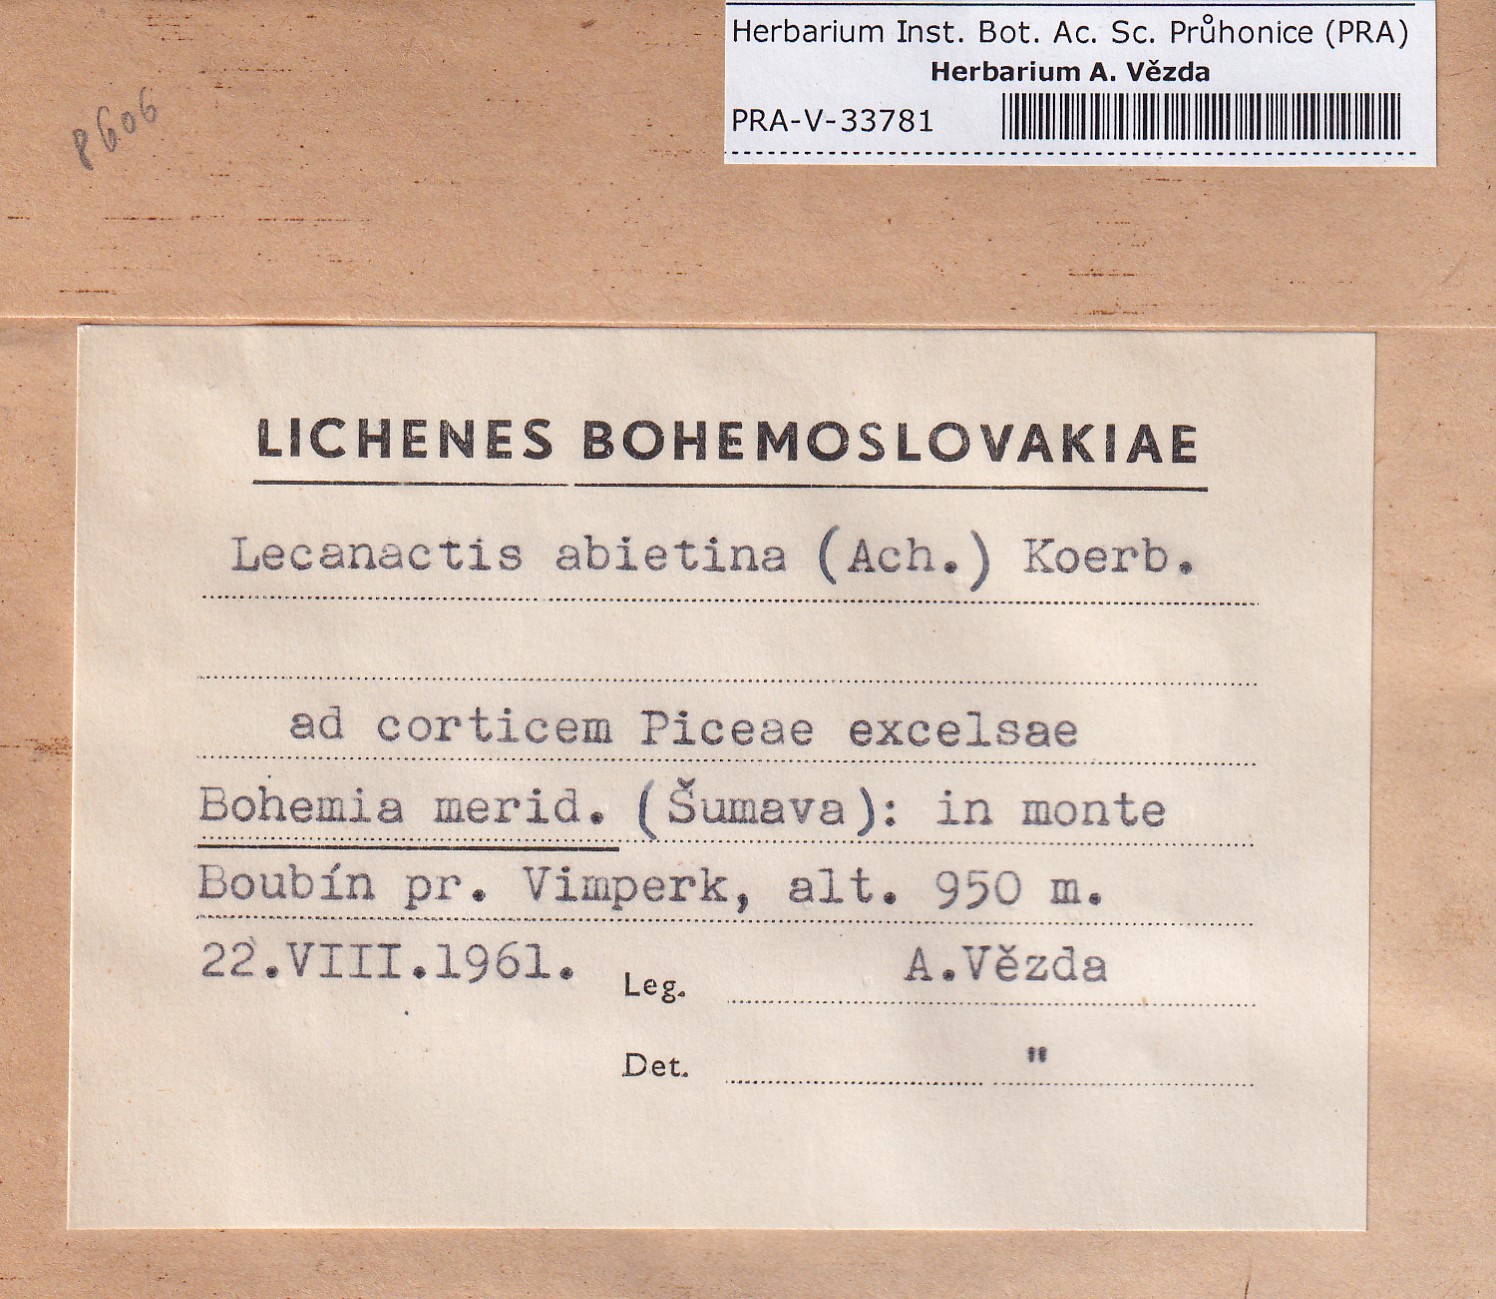 Herbarium Inst. Bot. Ac. Sc. Průhonice (PRA)
Herbarium A. Vězda
PRA-V-33781
8606
LICHENES BOHEMOSLOVAKIAE
Lecanactis abietina (Ach.) Koerb.
ad corticem Piceae excelsae
Bohemia merid. (Šumava): in monte
Boubín pr. Vimperk, alt. 950 m.
22.VIII.1961. Leg. A.Vězda
Det. "